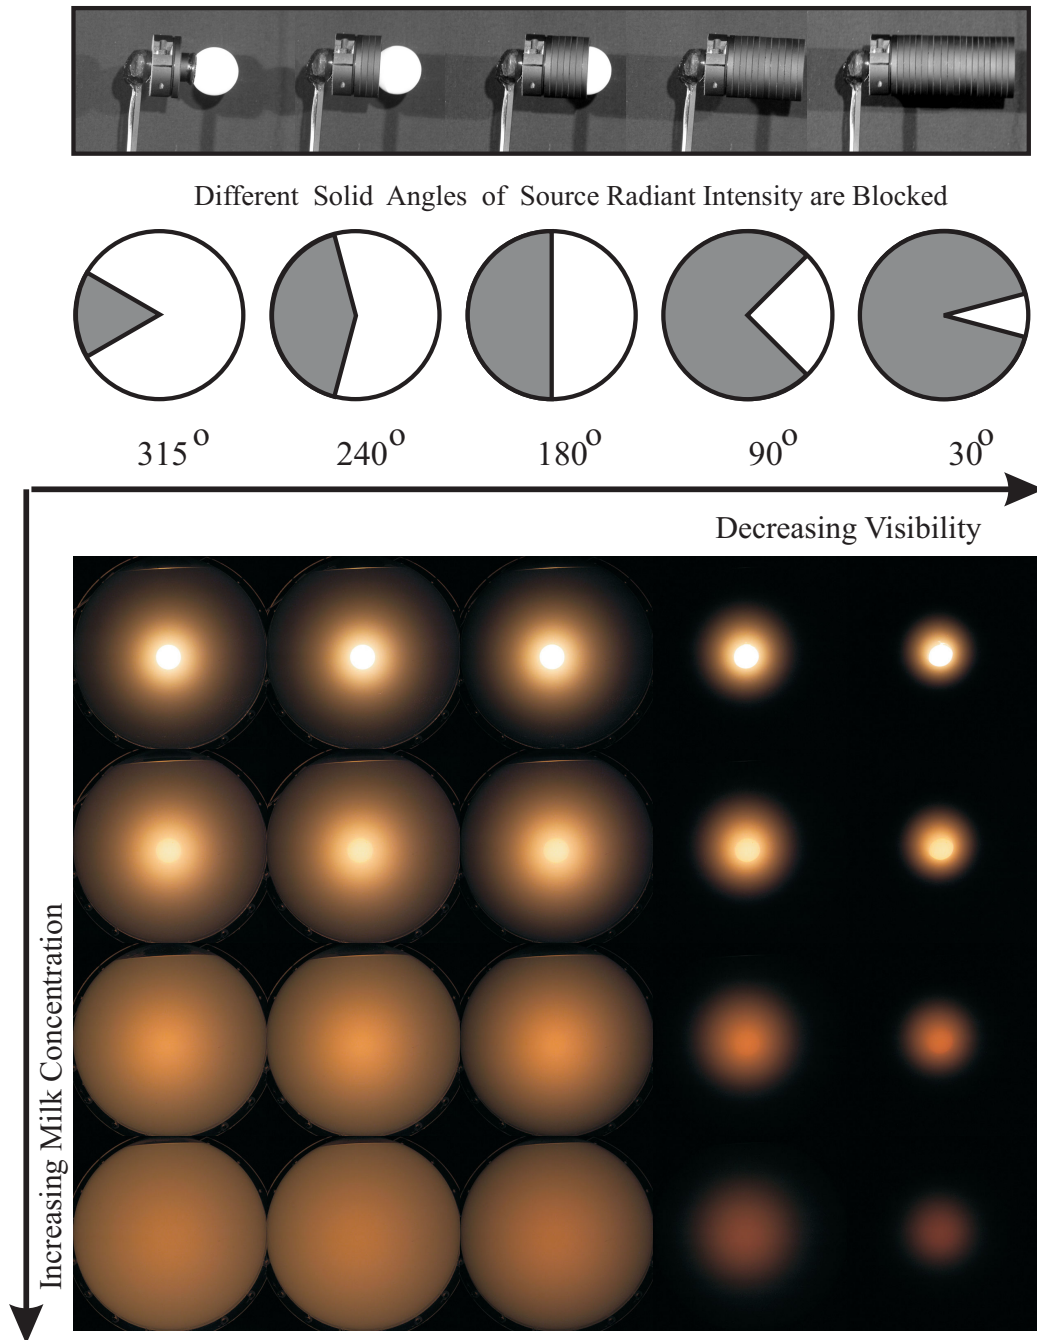 Different Solid Angles of Source Radiant Intensity are Blocked
315° 240° 180° 90° 30°
Decreasing Visibility
Increasing Milk Concentration